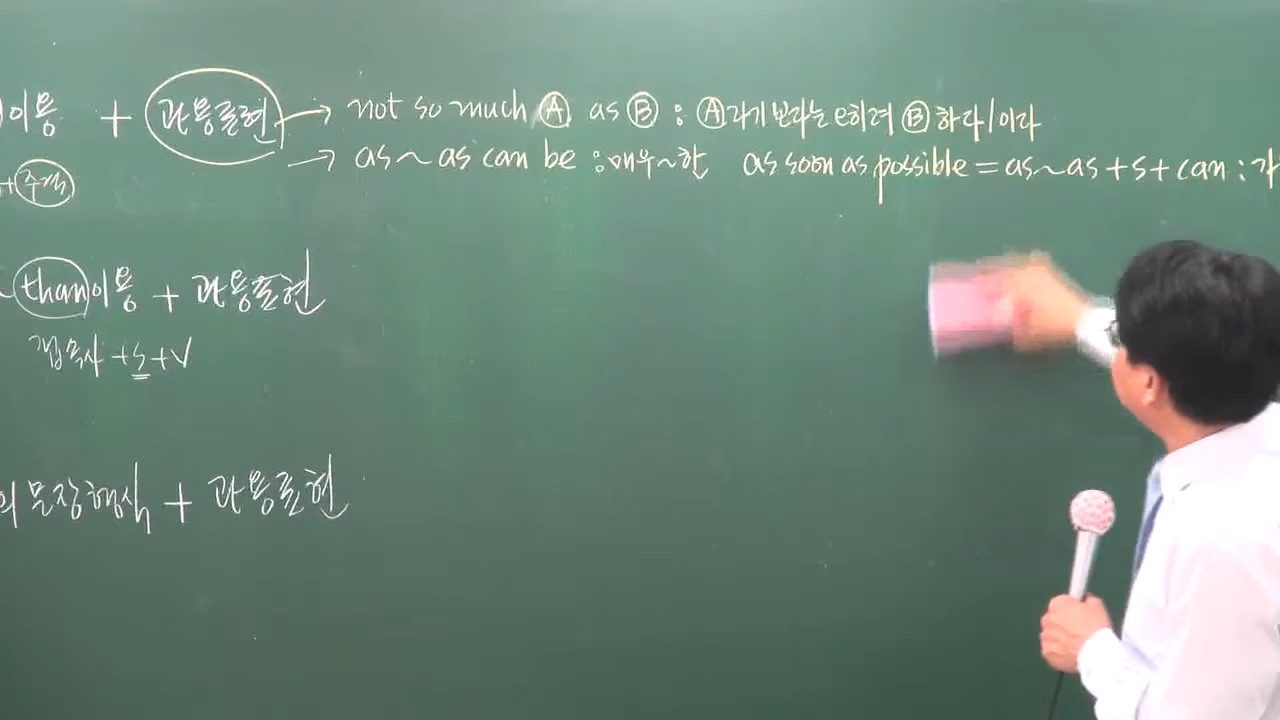 이용 + 관용표현 → not so much Ⓐ as Ⓑ : Ⓐ라기보다는 오히려 Ⓑ하다/이다
→ as ~ as can be : 매우 ~한 as soon as possible = as ~ as + s + can : 가
+주격
than이용 + 관용표현
접속사 + S + V
의 문장형식 + 관용표현